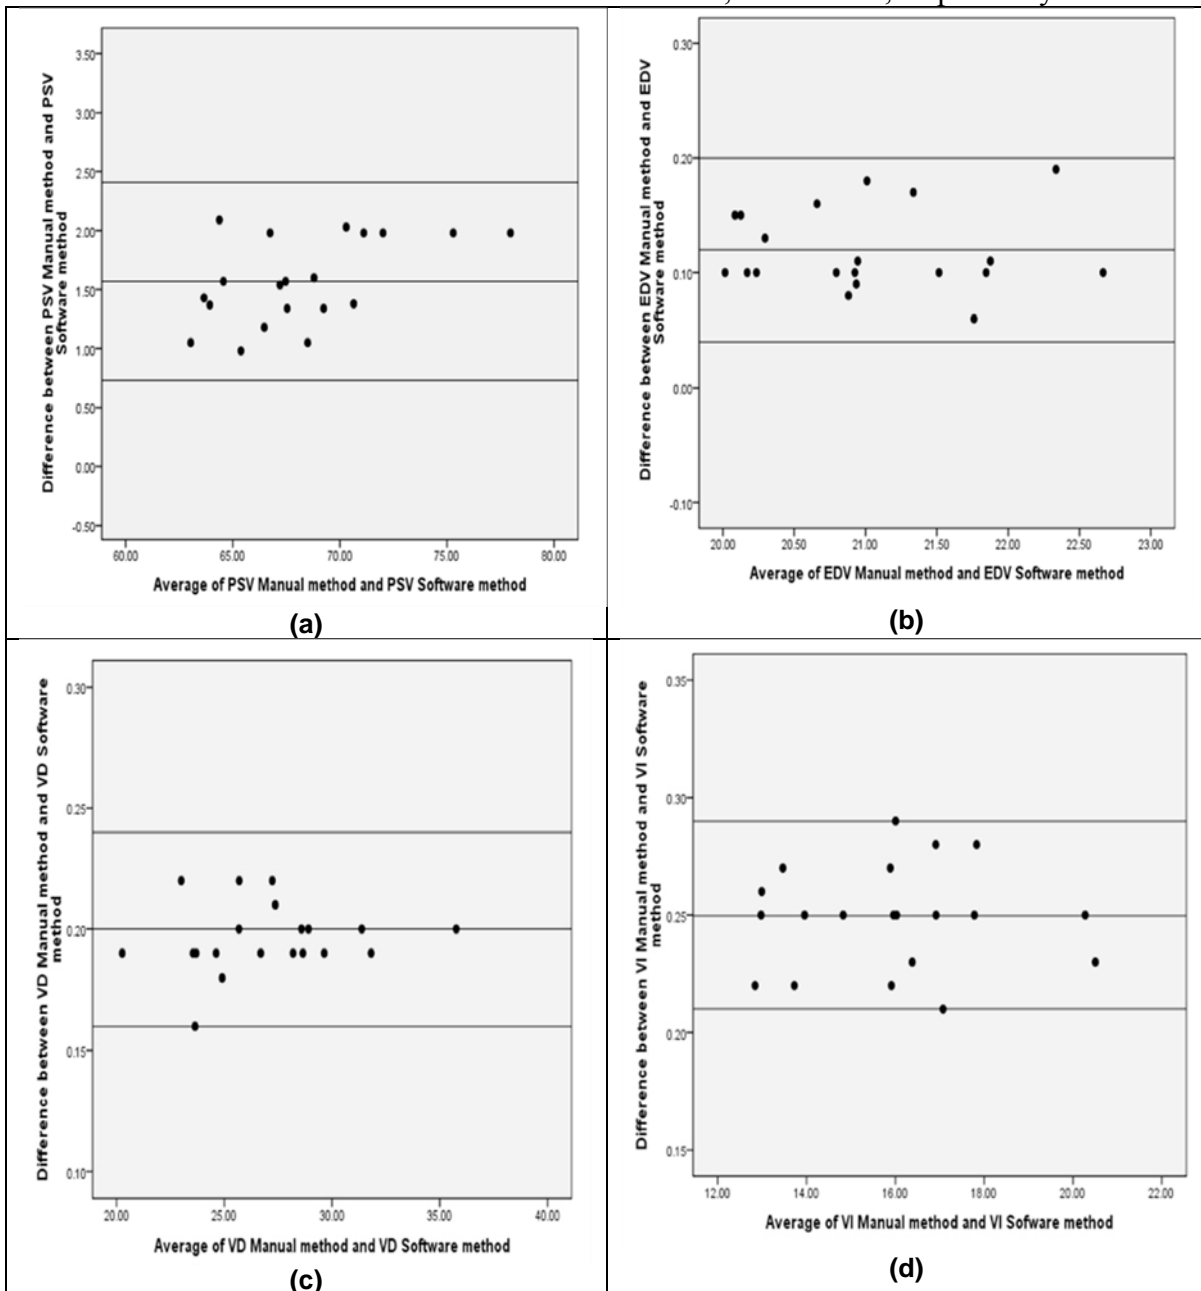 , , respectively
Difference between PSV Manual method and PSV
Software method
3.50
3.00
2.50
2.00
1.50
1.00
0.50
0.00
-0.50
60.00 65.00 70.00 75.00 80.00
Average of PSV Manual method and PSV Software method
(a)
Difference between EDV Manual method and EDV
Software method
0.30
0.20
0.10
0.00
-0.10
20.00 20.50 21.00 21.50 22.00 22.50 23.00
Average of EDV Manual method and EDV Software method
(b)
Difference between VD Manual method and VD Software
method
0.30
0.25
0.20
0.15
0.10
20.00 25.00 30.00 35.00 40.00
Average of VD Manual method and VD Software method
(c)
Difference between VI Manual method and VI Software
method
0.35
0.30
0.25
0.20
0.15
12.00 14.00 16.00 18.00 20.00 22.00
Average of VI Manual method and VI Sofware method
(d)